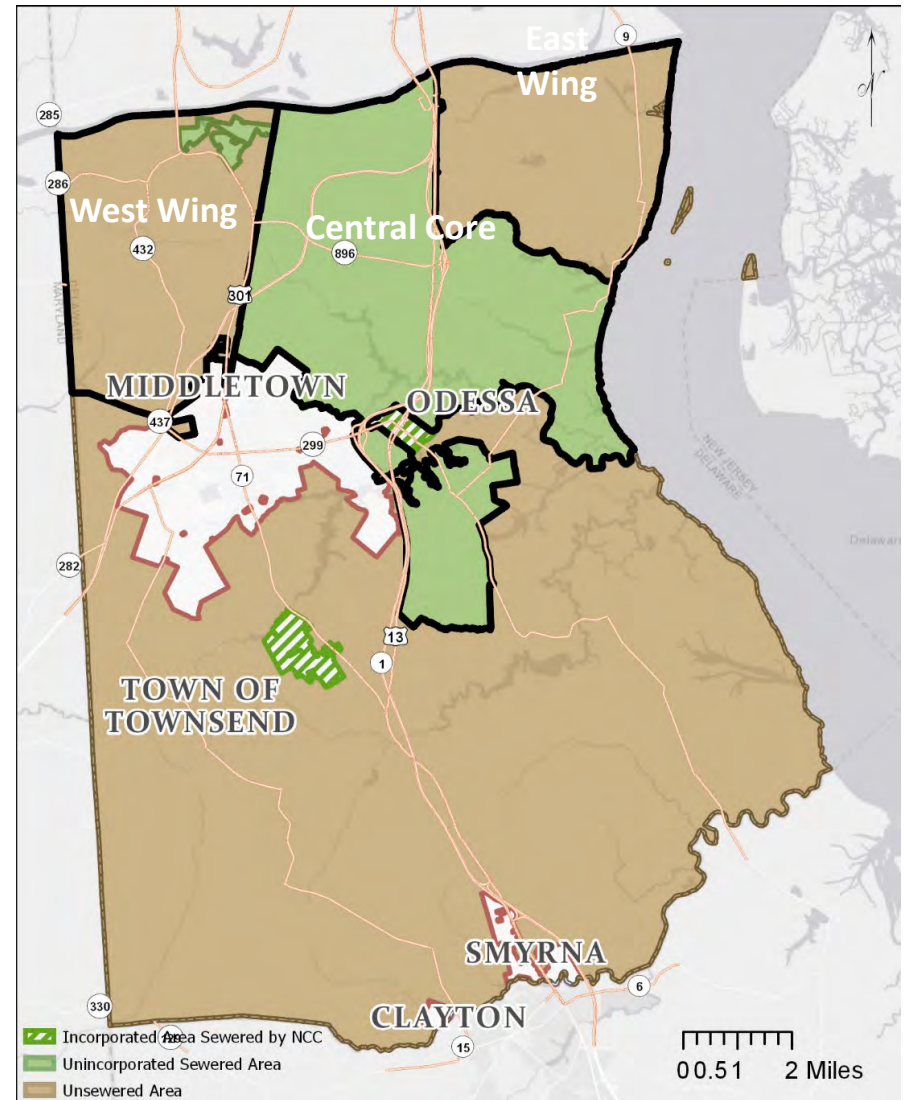 East
Wing
9
N
285
286
West Wing
Central Core
432
896
301
MARYLAND
MIDDLETOWN
ODESSA
437
299
71
NEW JERSEY
DELAWARE
Delaware
282
13
1
TOWN OF
TOWNSEND
SMYRNA
6
330
CLAYTON
15
Incorporated Area Sewered by NCC
Unincorporated Sewered Area
Unsewered Area
0 0.5 1 2 Miles